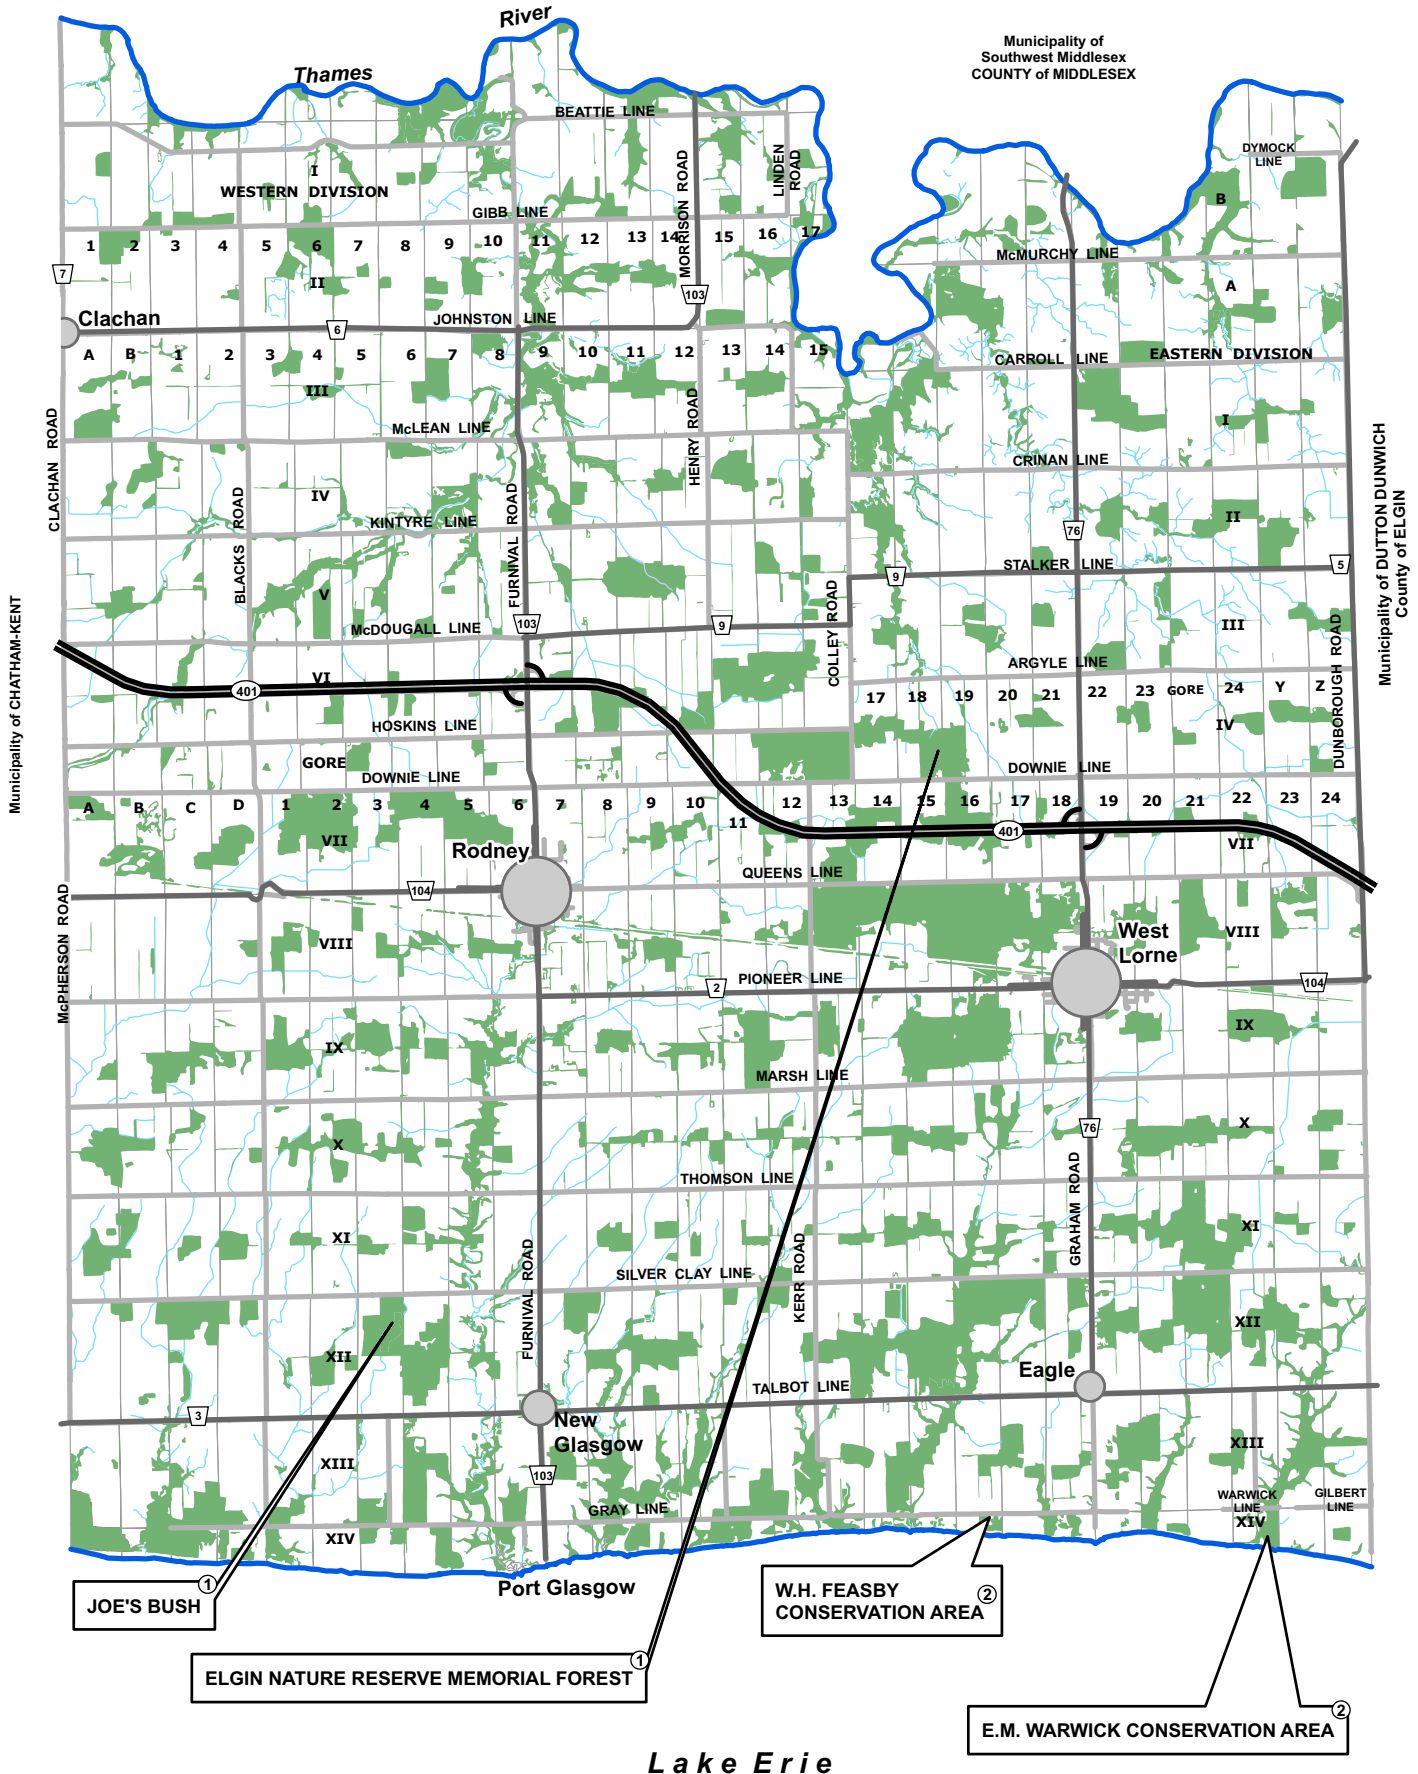 River
Thames
Municipality of
Southwest Middlesex
COUNTY of MIDDLESEX
BEATTIE LINE
DYMOCK
LINE
MORRISON ROAD
LINDEN
ROAD
I
WESTERN DIVISION
B
GIBB LINE
1 2 3 4 5 6 7 8 9 10 11 12 13 14 15 16 17
McMURCHY LINE
7
II
A
103
Clachan
6
JOHNSTON LINE
A B 1 2 3 4 5 6 7 8 9 10 11 12 13 14 15
CARROLL LINE
EASTERN DIVISION
III
HENRY ROAD
I
McLEAN LINE
CLACHAN ROAD
CRINAN LINE
IV
BLACKS ROAD
FURNIVAL ROAD
KINTYRE LINE
76
II
Municipality of DUTTON DUNWICH
County of ELGIN
STALKER LINE
9
5
Municipality of CHATHAM-KENT
V
COLLEY ROAD
McDOUGALL LINE
103
9
III
DUNBOROUGH ROAD
ARGYLE LINE
VI
401
17 18 19 20 21 22 23 GORE 24 Y Z
HOSKINS LINE
IV
GORE
DOWNIE LINE
DOWNIE LINE
A B C D 1 2 3 4 5 6 7 8 9 10 11 12 13 14 15 16 17 18 19 20 21 22 23 24
401
VII
VII
Rodney
QUEENS LINE
104
McPHERSON ROAD
VIII
West
Lorne
VIII
PIONEER LINE
2
104
IX
IX
MARSH LINE
X
76
X
THOMSON LINE
GRAHAM ROAD
XI
XI
FURNIVAL ROAD
KERR ROAD
SILVER CLAY LINE
XII
XII
Eagle
TALBOT LINE
3
New
Glasgow
XIII
XIII
103
WARWICK
LINE
GILBERT
LINE
GRAY LINE
XIV
XIV
Port Glasgow
1
JOE'S BUSH
W.H. FEASBY
CONSERVATION AREA
2
1
ELGIN NATURE RESERVE MEMORIAL FOREST
2
E.M. WARWICK CONSERVATION AREA
Lake Erie